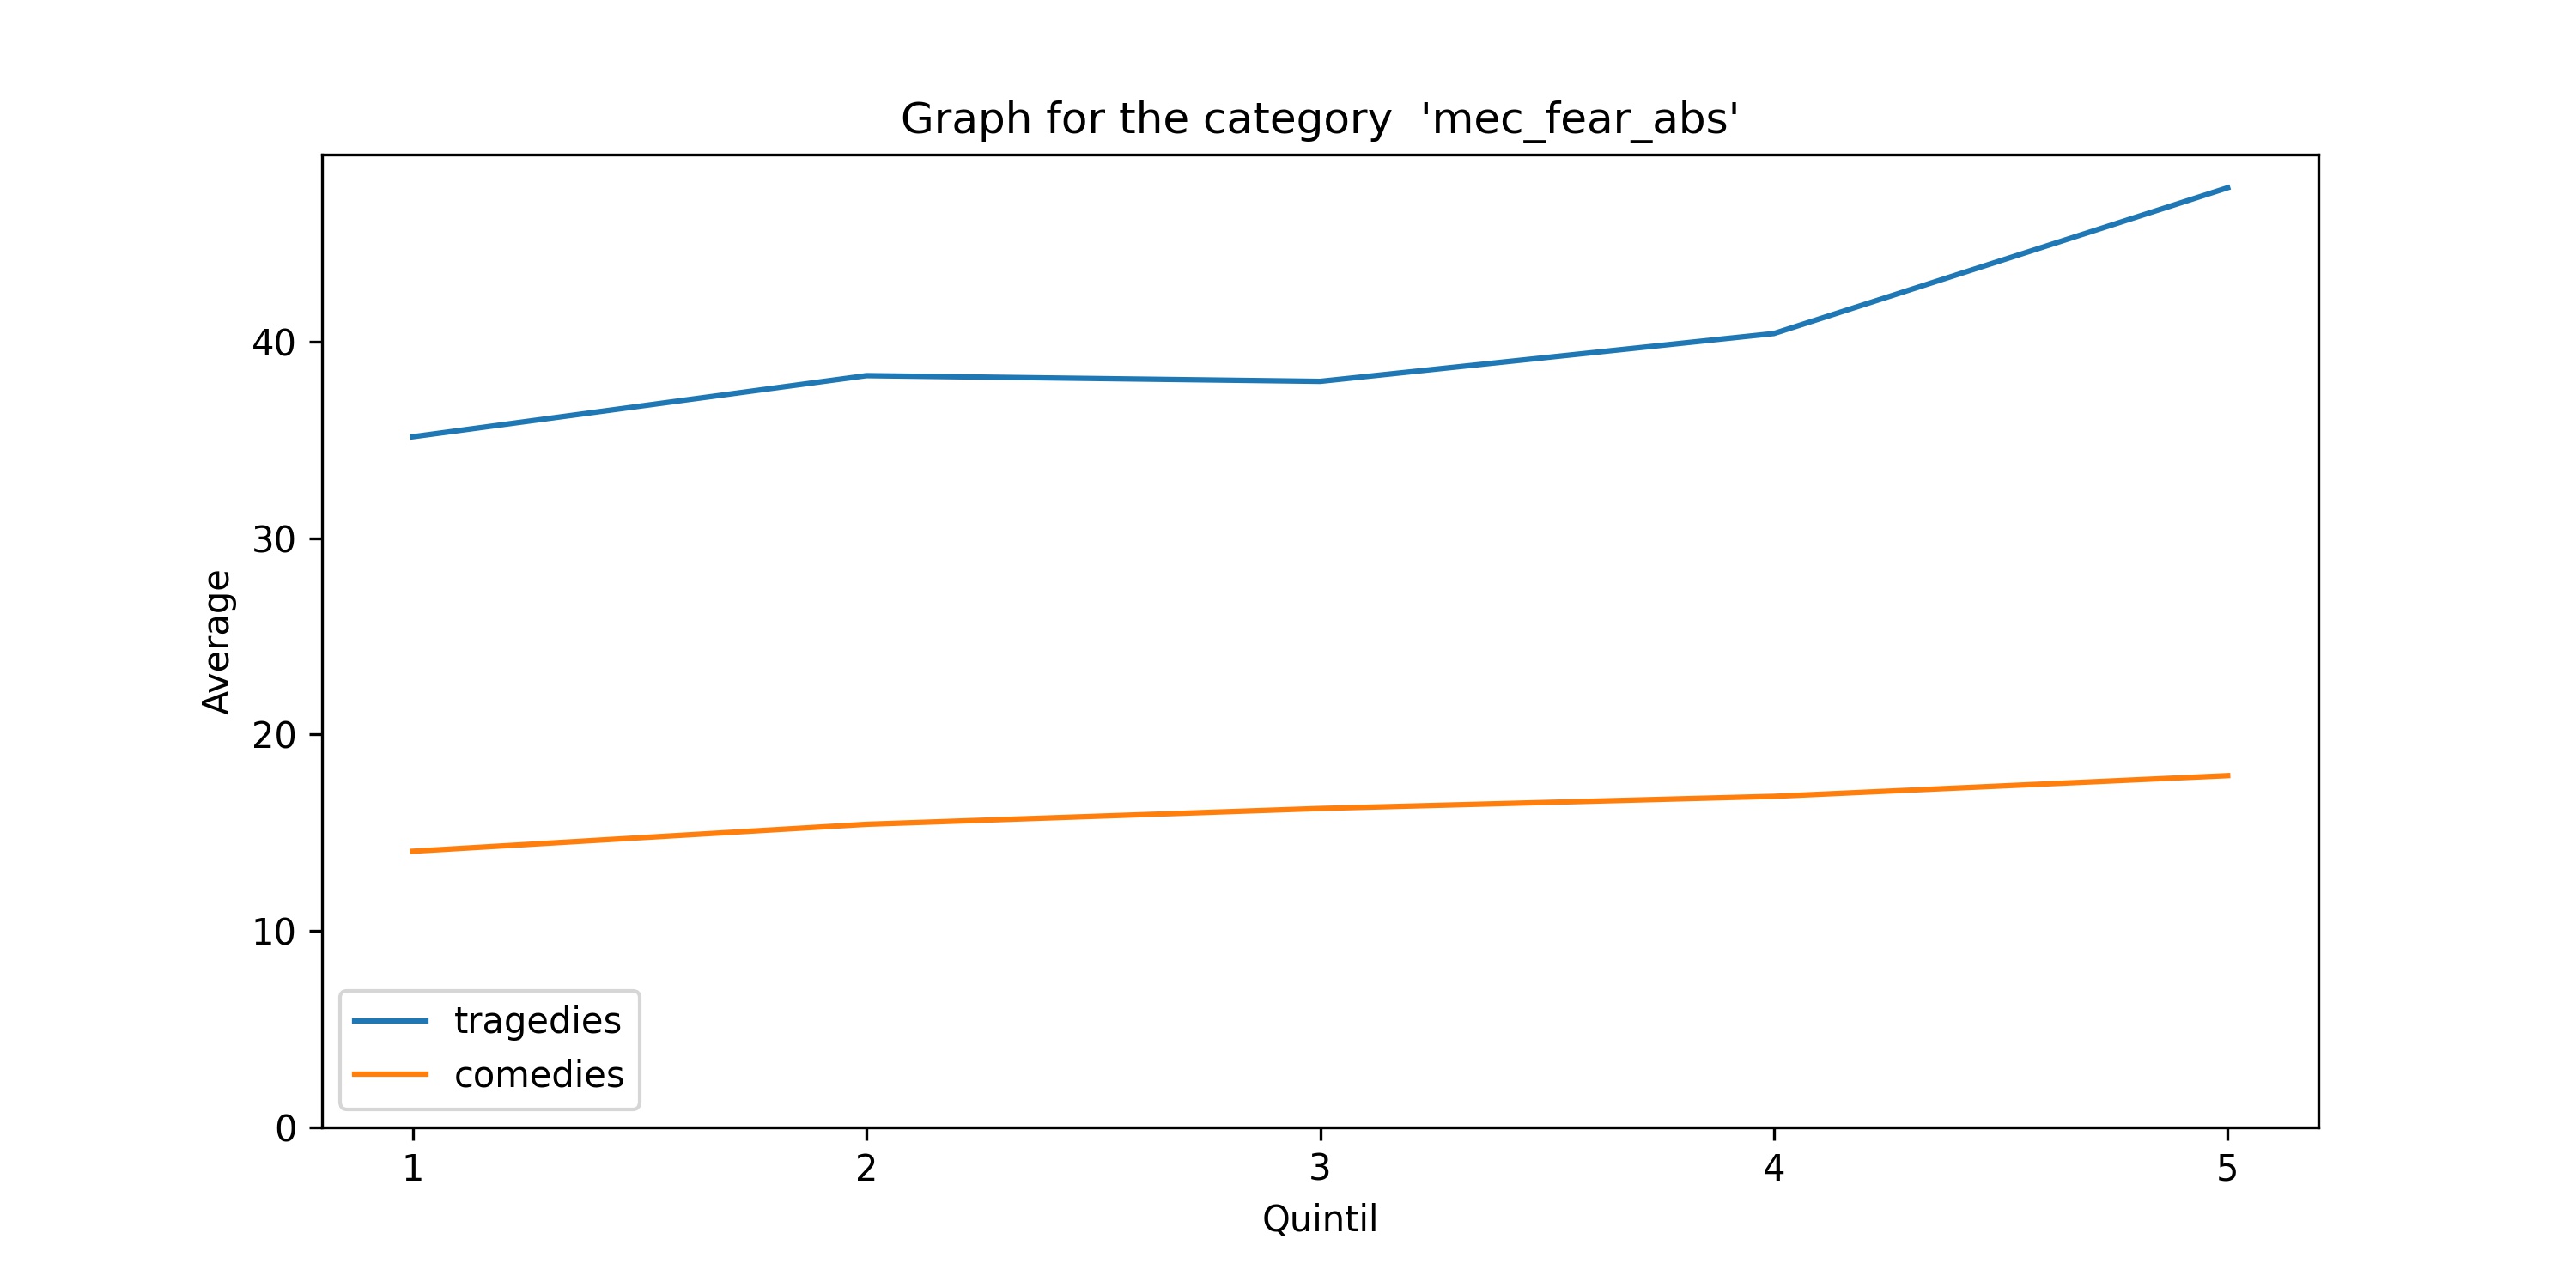 Graph for the category  'mec_fear_abs'
Average
40
30
20
10
0
tragedies
comedies
1 2 3 4 5
Quintil